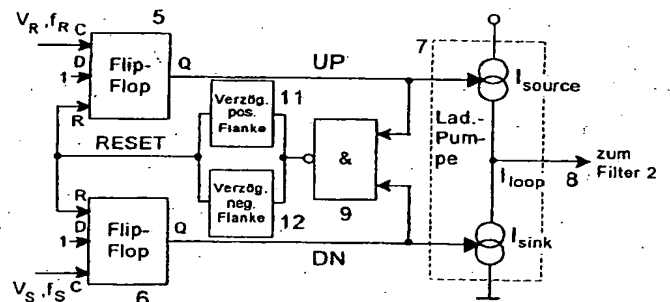 5
V_R ,f_R C
D
1
R
Flip-
Flop
Q
UP
7
I_source
Verzög.
pos.
Flanke
11
RESET
&
9
Lad.-
Pum-
pe
I_loop
zum
Filter 2
8
Verzög.
neg.
Flanke
12
R
D
1
V_S ,f_S C
Flip-
Flop
Q
DN
I_sink
6